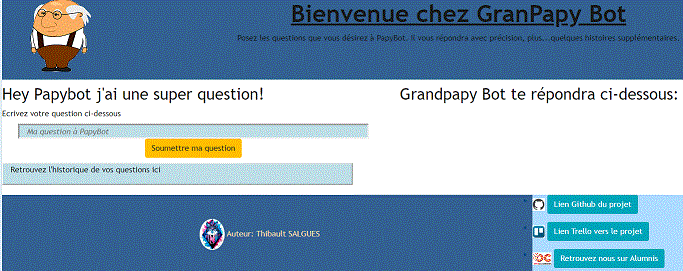 Bienvenue chez GranPapy Bot
Posez les questions que vous désirez à PapyBot. Il vous répondra avec précision, plus...quelques histoires supplémentaires.
Hey Papybot j'ai une super question!
Grandpapy Bot te répondra ci-dessous:
Ecrivez votre question ci-dessous
Ma question à PapyBot
Soumettre ma question
Retrouvez l'historique de vos questions ici
Auteur: Thibault SALGUES
Lien Github du projet
Lien Trello vers le projet
Retrouvez nous sur Alumnis